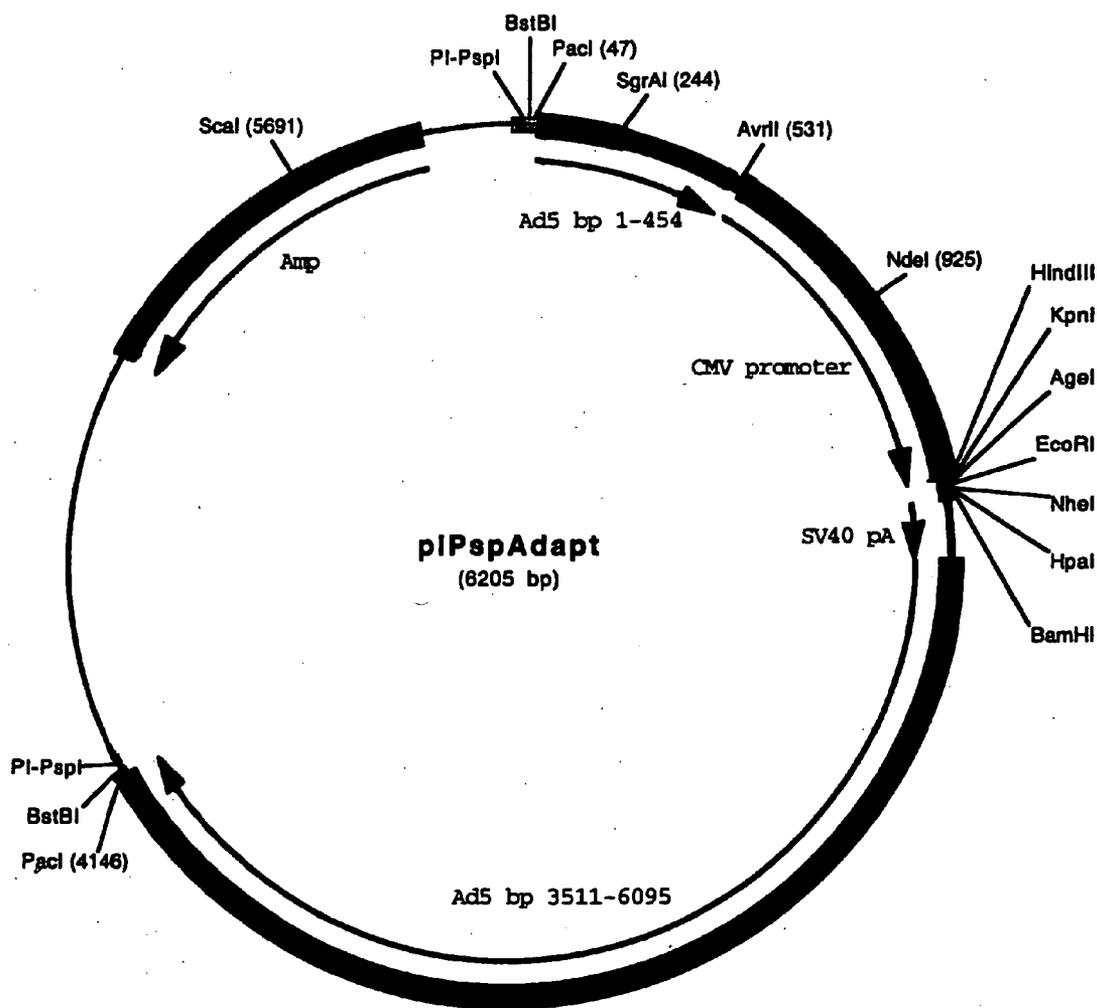 BstBI
PI-PspI
PacI (47)
SgrAI (244)
ScaI (5691)
AvrII (531)
Ad5 bp 1-454
Amp
NdeI (925)
HindIII
KpnI
CMV promoter
AgeI
EcoRI
NheI
SV40 pA
piPspAdapt
(6205 bp)
HpaI
BamHI
PI-PspI
BstBI
PacI (4146)
Ad5 bp 3511-6095